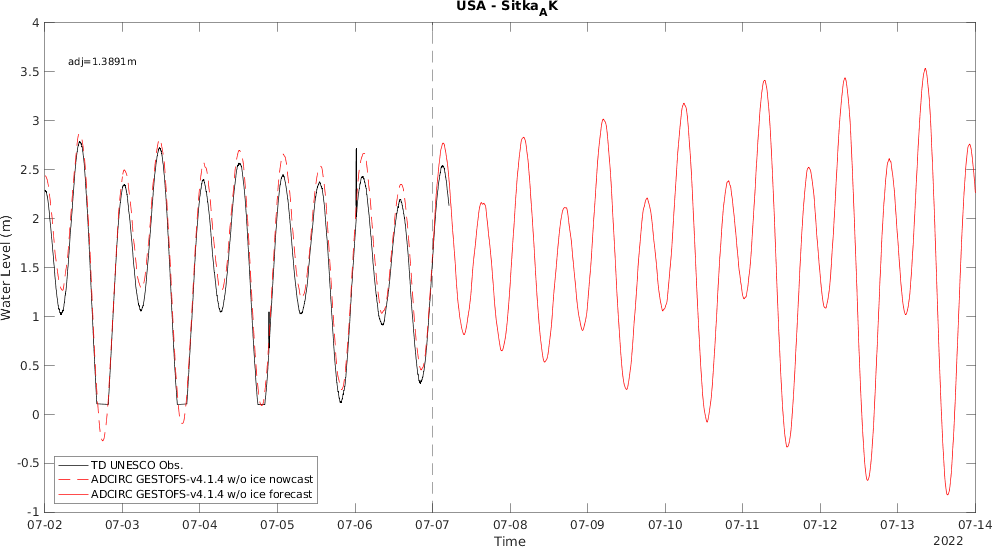 USA - Sitka_AK
adj=1.3891m
4
3.5
3
2.5
2
1.5
1
0.5
0
-0.5
-1
Water Level (m)
TD UNESCO Obs.
ADCIRC GESTOFS-v4.1.4 w/o ice nowcast
ADCIRC GESTOFS-v4.1.4 w/o ice forecast
07-02 07-03 07-04 07-05 07-06 07-07 07-08 07-09 07-10 07-11 07-12 07-13 07-14
Time
2022